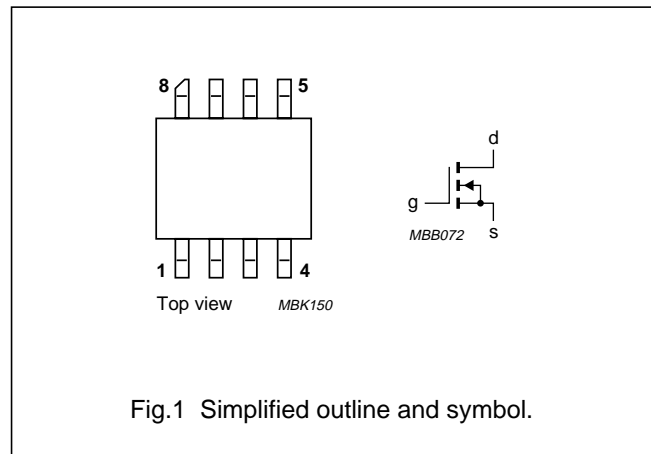 8 5
d
g
MBB072 s
1 4
Top view MBK150
Fig.1 Simplified outline and symbol.